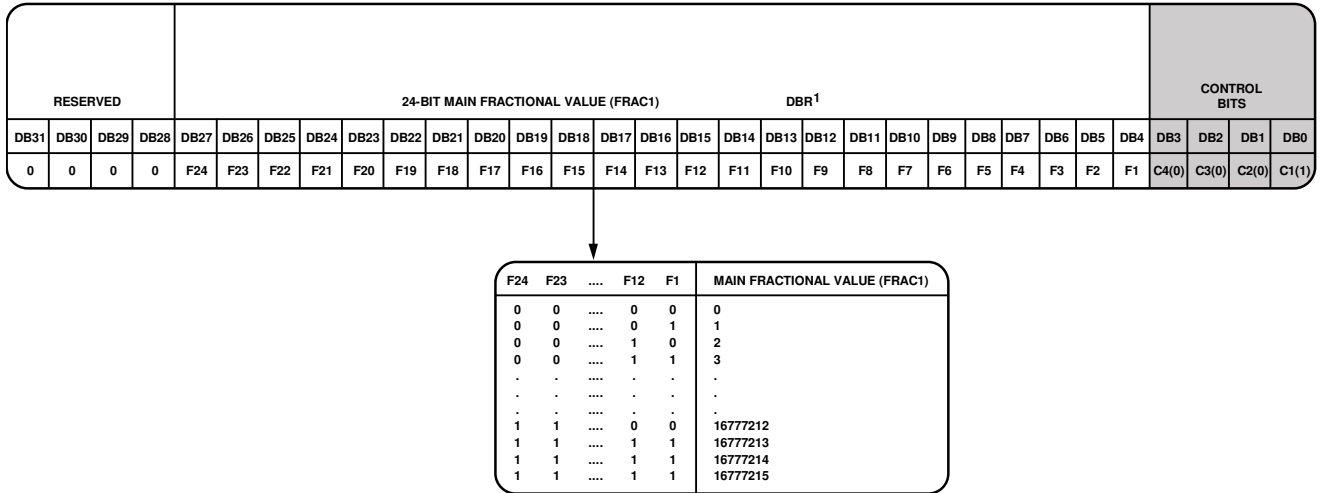 RESERVED
24-BIT MAIN FRACTIONAL VALUE (FRAC1) DBR1
CONTROL
BITS
DB31 DB30 DB29 DB28 DB27 DB26 DB25 DB24 DB23 DB22 DB21 DB20 DB19 DB18 DB17 DB16 DB15 DB14 DB13 DB12 DB11 DB10 DB9 DB8 DB7 DB6 DB5 DB4 DB3 DB2 DB1 DB0
0 0 0 0 F24 F23 F22 F21 F20 F19 F18 F17 F16 F15 F14 F13 F12 F11 F10 F9 F8 F7 F6 F5 F4 F3 F2 F1 C4(0) C3(0) C2(0) C1(1)
F24 F23 .... F12 F1 MAIN FRACTIONAL VALUE (FRAC1)
0 0 .... 0 0 0
0 0 .... 0 1 1
0 0 .... 1 0 2
0 0 .... 1 1 3
. . .... . . .
. . .... . . .
. . .... . . .
1 1 .... 0 0 16777212
1 1 .... 1 1 16777213
1 1 .... 1 1 16777214
1 1 .... 1 1 16777215